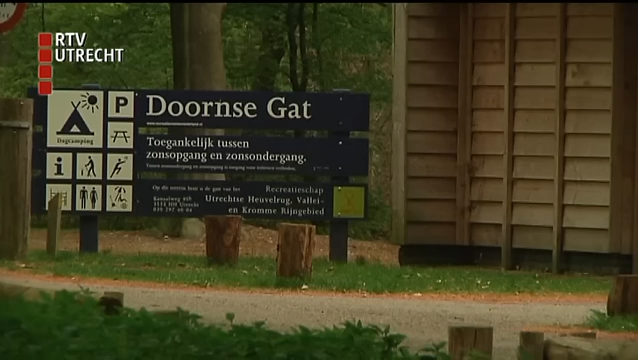 RTV
UTRECHT
P
Doornse Gat
Dagcamping
Toegankelijk tussen
zonsopgang en zonsondergang.
i
Op dit terrein bent u de gast van het
Recreatieschap
Utrechtse Heuvelrug, Vallei-
en Kromme Rijngebied